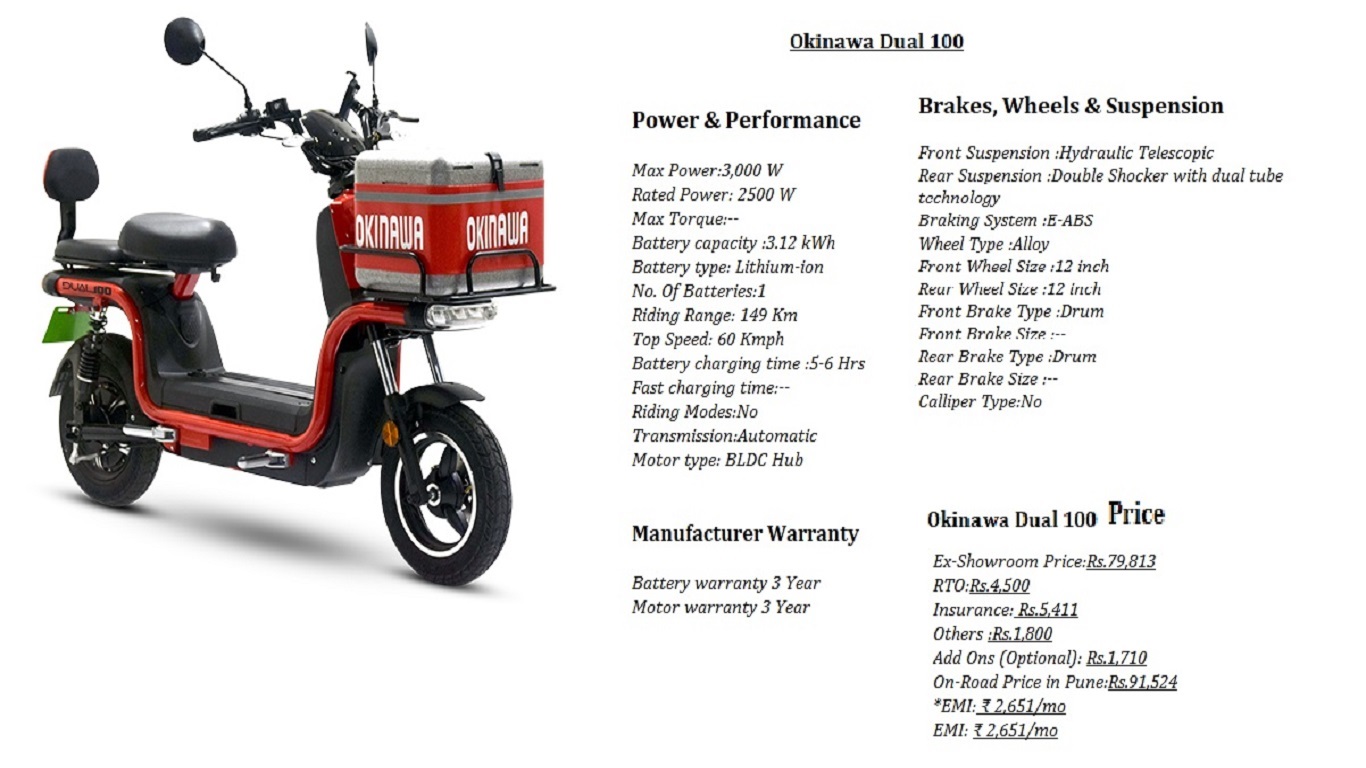 Okinawa Dual 100
OKINAWA
OKINAWA
DUAL100
Power & Performance
Max Power:3,000 W
Rated Power: 2500 W
Max Torque:--
Battery capacity :3.12 kWh
Battery type: Lithium-ion
No. Of Batteries:1
Riding Range: 149 Km
Top Speed: 60 Kmph
Battery charging time :5-6 Hrs
Fast charging time:--
Riding Modes:No
Transmission:Automatic
Motor type: BLDC Hub
Brakes, Wheels & Suspension
Front Suspension :Hydraulic Telescopic
Rear Suspension :Double Shocker with dual tube
technology
Braking System :E-ABS
Wheel Type :Alloy
Front Wheel Size :12 inch
Rear Wheel Size :12 inch
Front Brake Type :Drum
Front Brake Size :--
Rear Brake Type :Drum
Rear Brake Size :--
Calliper Type:No
Manufacturer Warranty
Battery warranty 3 Year
Motor warranty 3 Year
Okinawa Dual 100 Price
Ex-Showroom Price:Rs.79,813
RTO:Rs.4,500
Insurance: Rs.5,411
Others :Rs.1,800
Add Ons (Optional): Rs.1,710
On-Road Price in Pune:Rs.91,524
*EMI: ₹ 2,651/mo
EMI: ₹ 2,651/mo